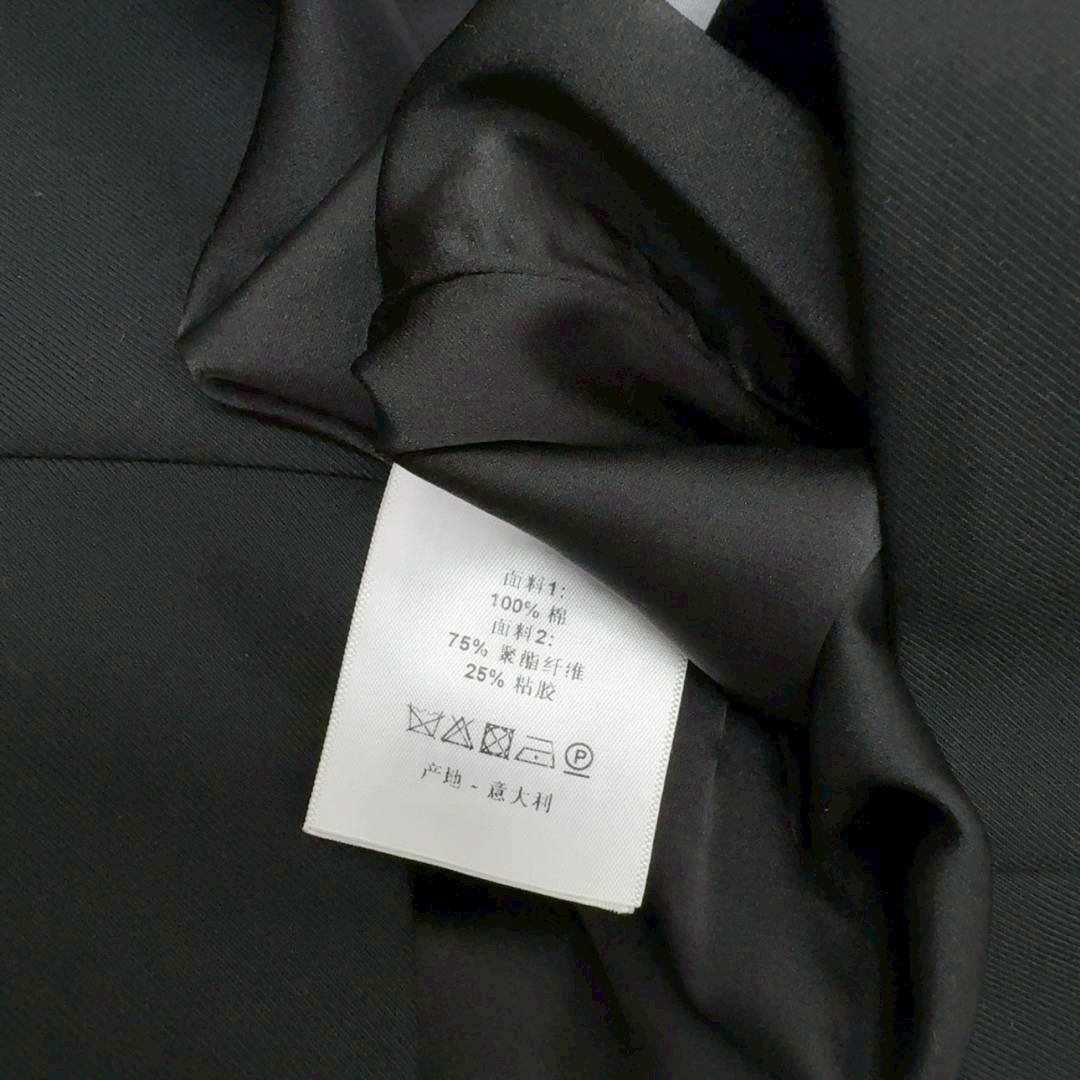 面料1:
100% 棉
面料2:
75% 聚酯纤维
25% 粘胶
P
产地 - 意大利